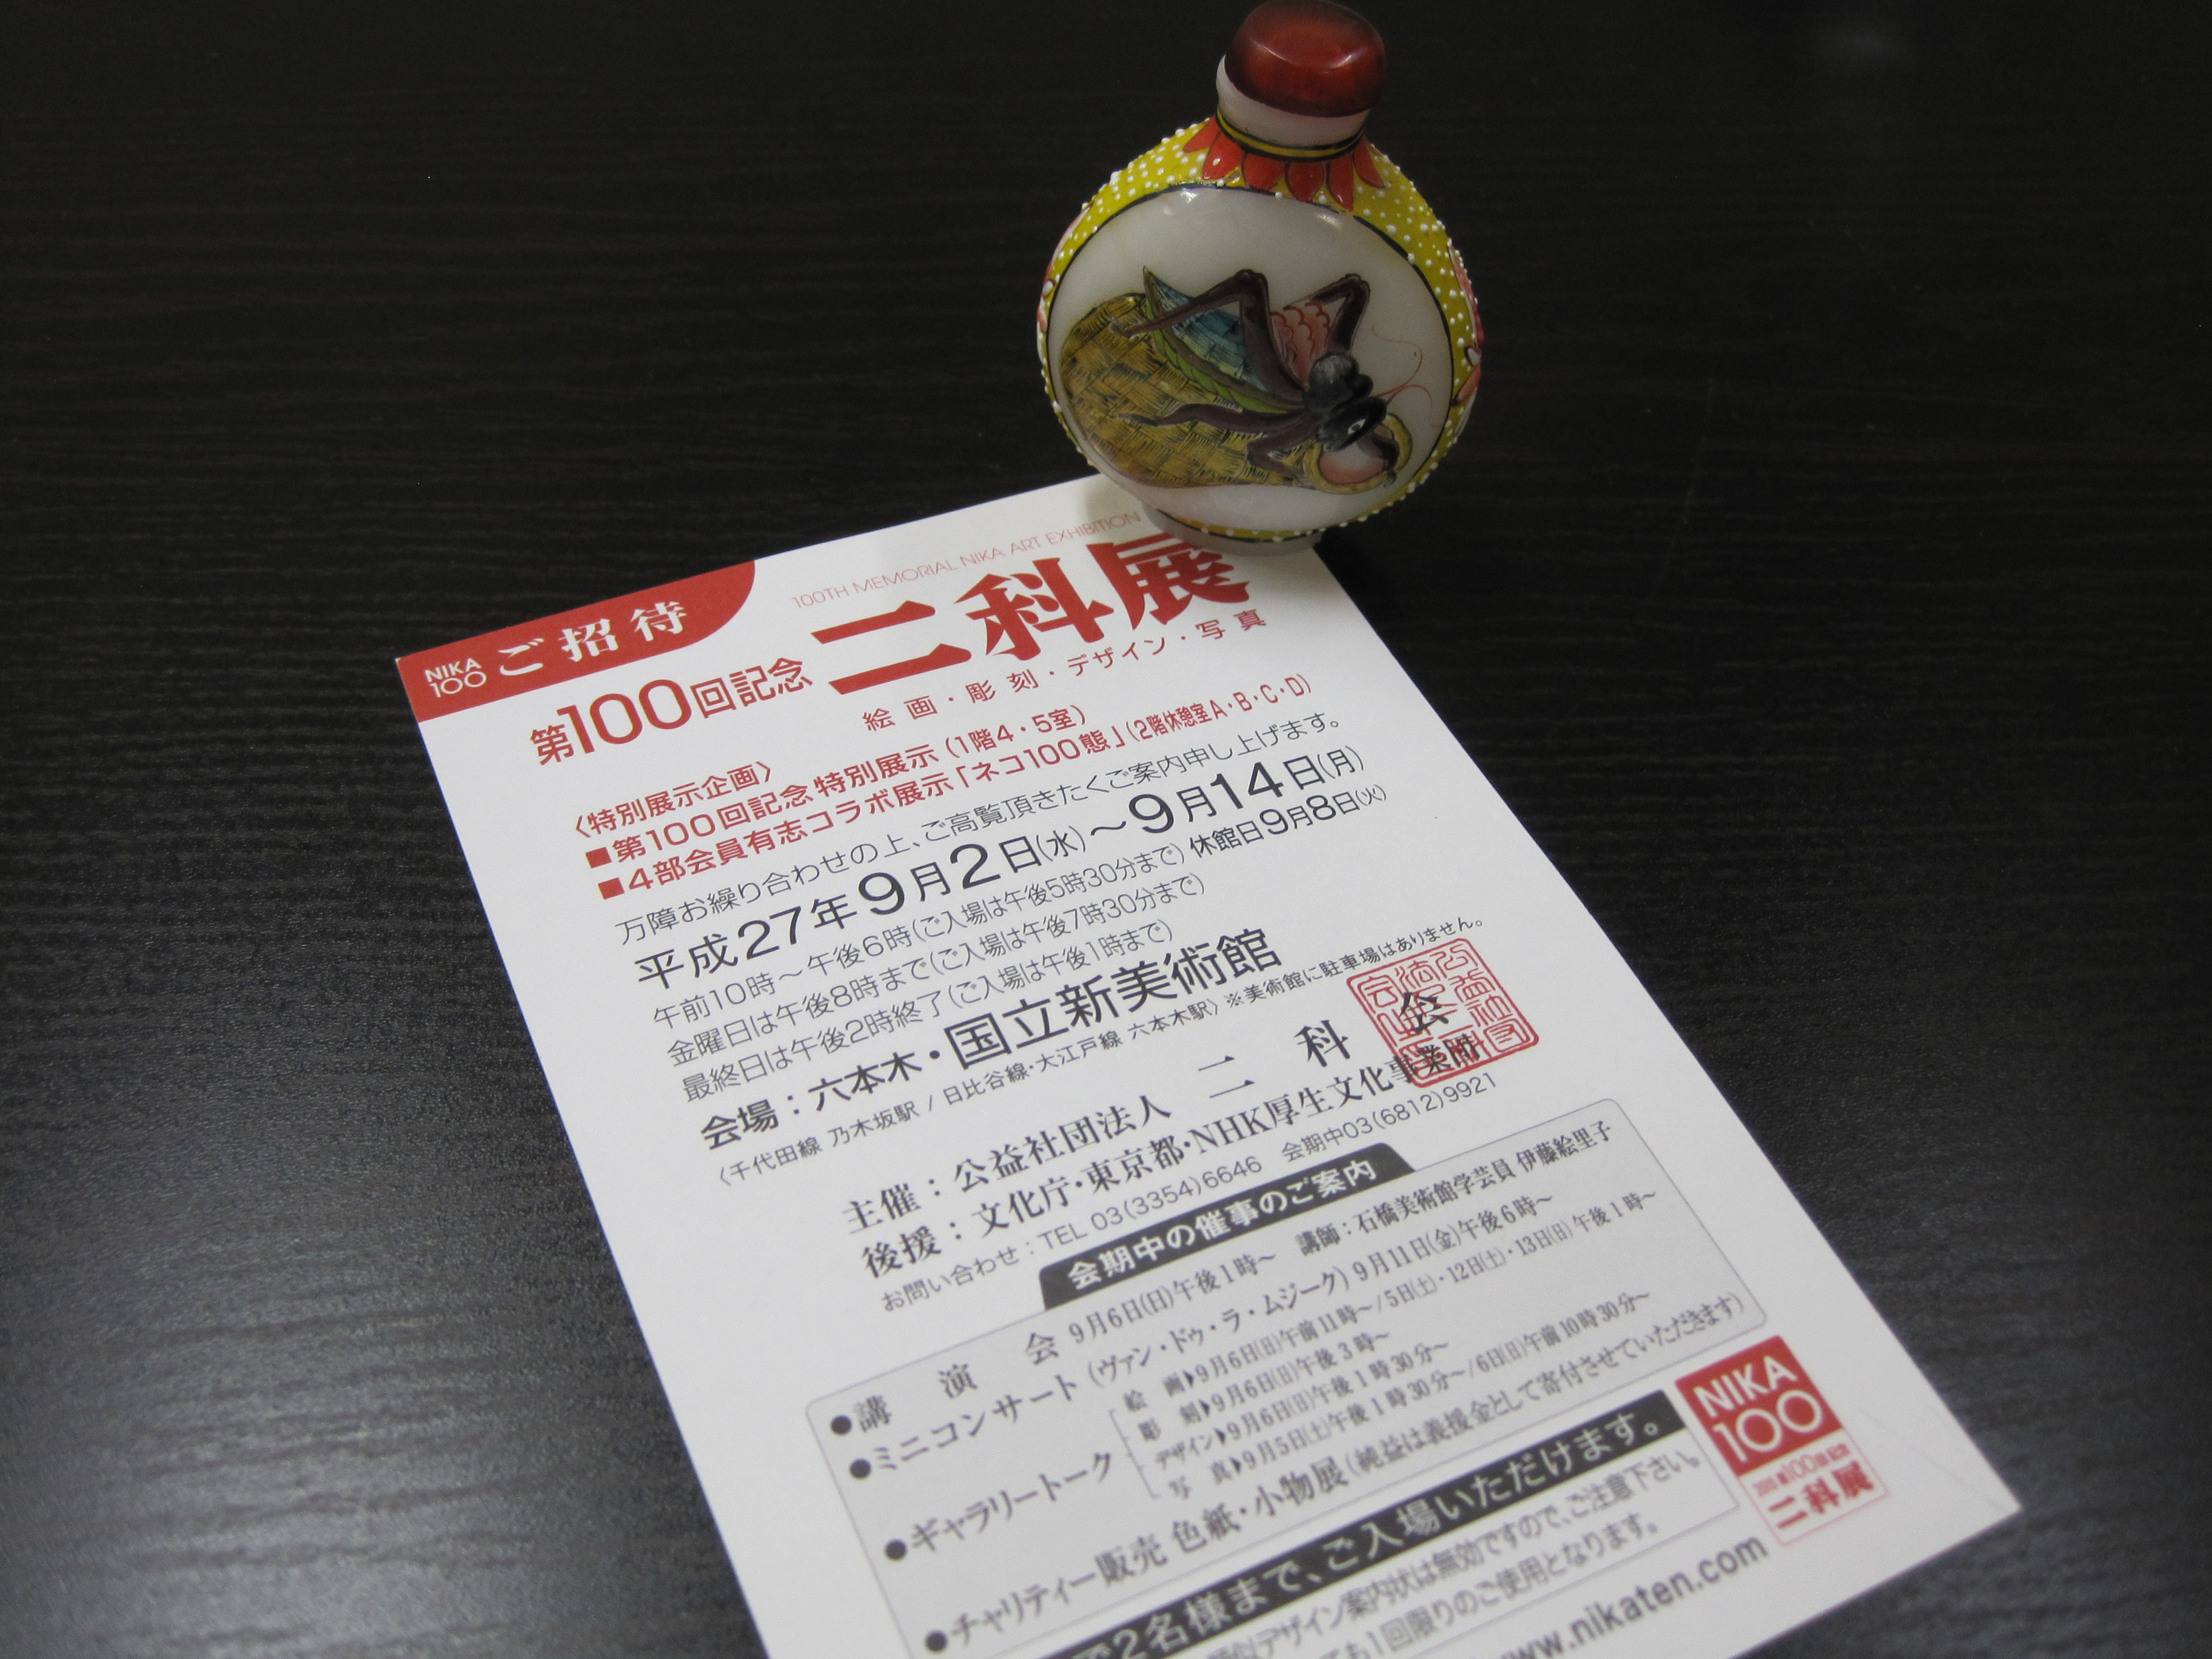 NIKA
100
ご招待
100TH MEMORIAL NIKA ART EXHIBITION
第100回記念 二科展
絵画・彫刻・デザイン・写真
〈特別展示企画〉
■第100回記念 特別展示(1階4・5室)
■4部会員有志コラボ展示「ネコ100態」(2階休憩室A・B・C・D)
万障お繰り合わせの上、ご高覧頂きたくご案内申し上げます。
平成27年9月2日(水)～9月14日(月)
午前10時～午後6時(ご入場は午後5時30分まで) 休館日9月8日(火)
金曜日は午後8時まで(ご入場は午後7時30分まで)
最終日は午後2時終了(ご入場は午後1時まで)
会場：六本木・国立新美術館
〈千代田線 乃木坂駅 / 日比谷線・大江戸線 六本木駅〉※美術館に駐車場はありません。
主催：公益社団法人 二科会
後援：文化庁・東京都・NHK厚生文化事業団
お問い合わせ：TEL 03(3354)6646 会期中03(6812)9921
会期中の催事のご案内
●講演会 9月6日(日)午後1時～ 講師：石橋美術館学芸員 伊藤絵里子
●ミニコンサート(ヴァン・ドゥ・ラ・ムジーク) 9月11日(金)午後6時～
●ギャラリートーク
絵画▶9月6日(日)午前11時～/5日(土)・12日(土)・13日(日) 午後1時～
彫刻▶9月6日(日)午後3時～
デザイン▶9月6日(日)午後1時30分～
写真▶9月5日(土)午後1時30分～/6日(日)午前10時30分～
●チャリティー販売 色紙・小物展(純益は義援金として寄付させていただきます)
で2名様まで、ご入場いただけます。
デザイン案内状は無効ですので、ご注意下さい。
ても1回限りのご使用となります。
www.nikaten.com
NIKA
100
二科展